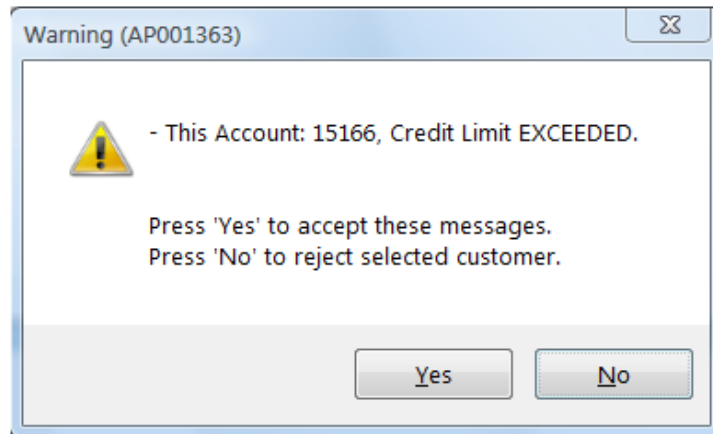 Warning (AP001363)
- This Account: 15166, Credit Limit EXCEEDED.
Press 'Yes' to accept these messages.
Press 'No' to reject selected customer.
Yes
No